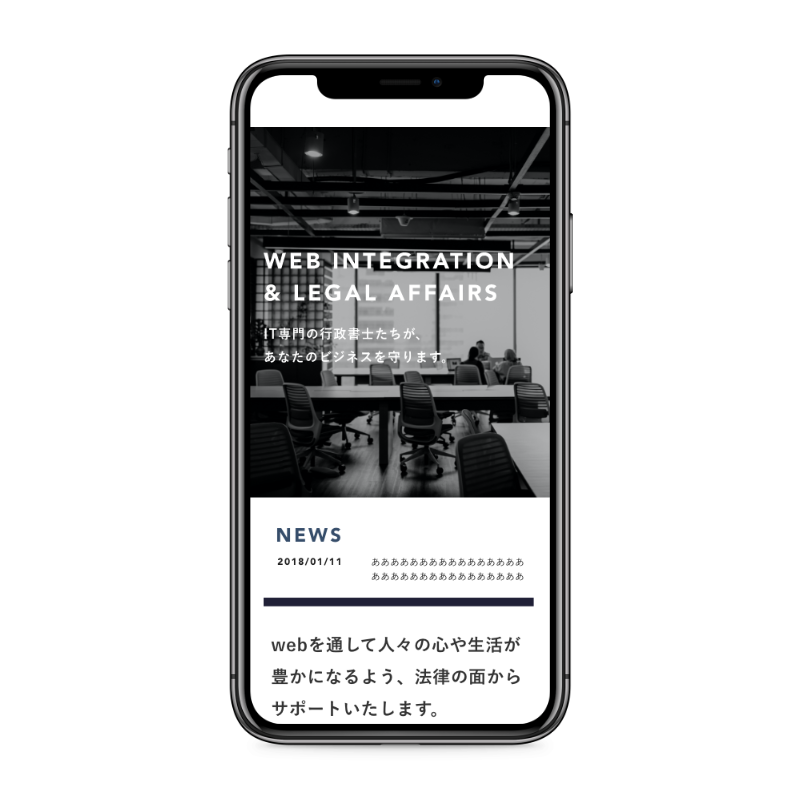 WEB INTEGRATION
& LEGAL AFFAIRS
IT専門の行政書士たちが、
あなたのビジネスを守ります。
NEWS
2018/01/11
ああああああああああああああああ
ああああああああああああああああ
webを通して人々の心や生活が
豊かになるよう、法律の面から
サポートいたします。